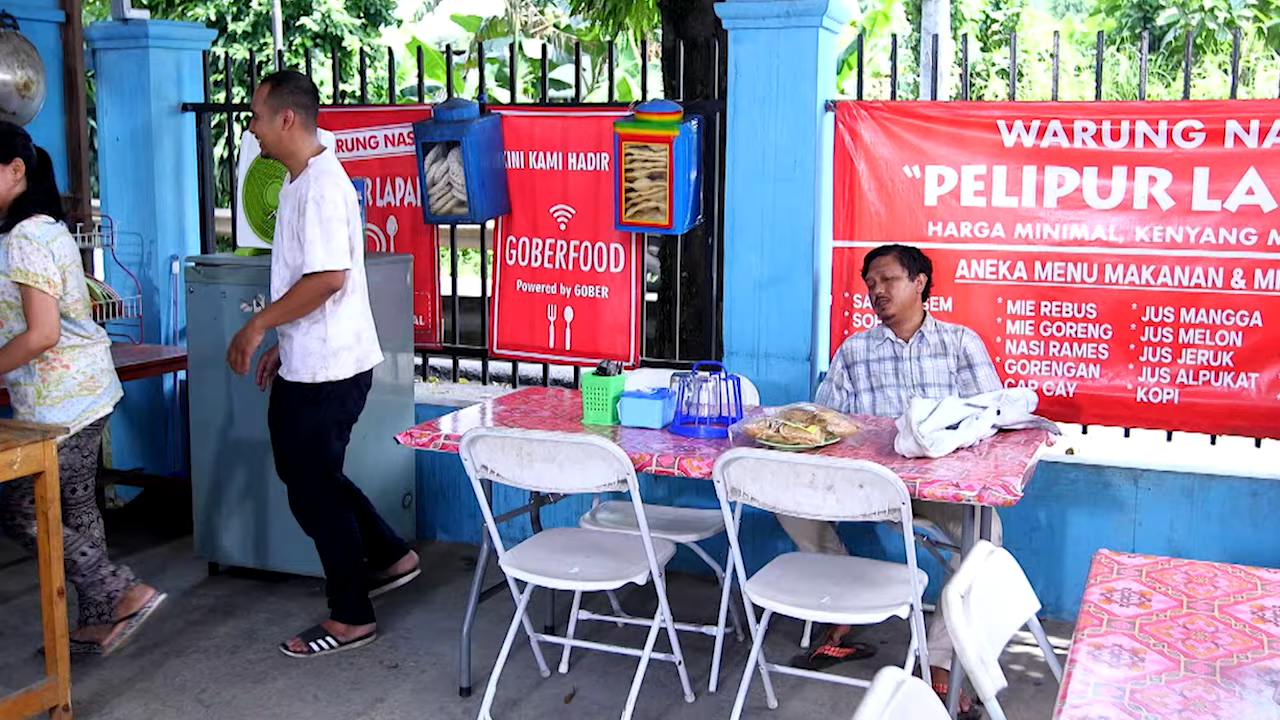 WARUNG NAS
R LAPA
KINI KAMI HADIR
GOBERFOOD
Powered by GOBER
WARUNG NA
"PELIPUR LA
HARGA MINIMAL, KENYANG M
ANEKA MENU MAKANAN & MI
* MIE REBUS
* MIE GORENG
* NASI RAMES
* GORENGAN
CAP CAY
* JUS MANGGA
* JUS MELON
* JUS JERUK
* JUS ALPUKAT
KOPI